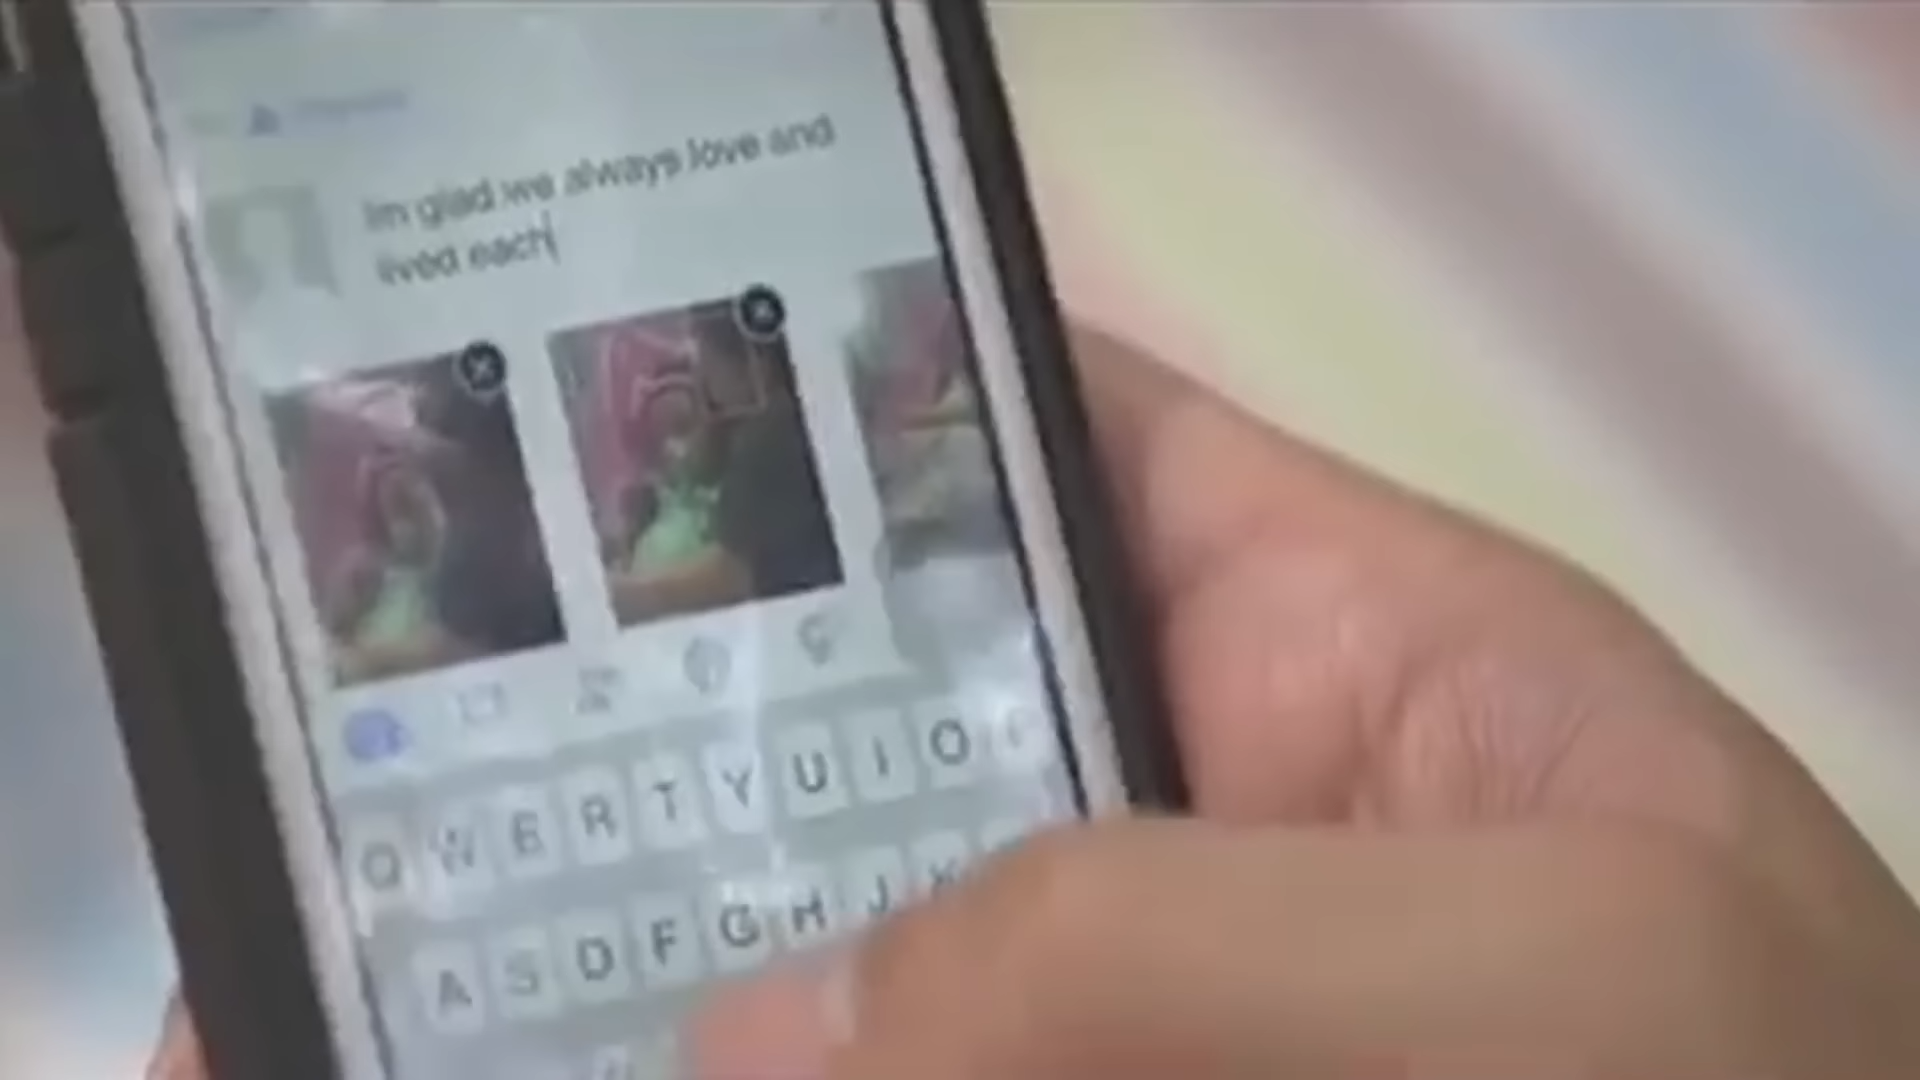 Im glad we always love and
lived each
Q W E R T Y U I O P
A S D F G H J K